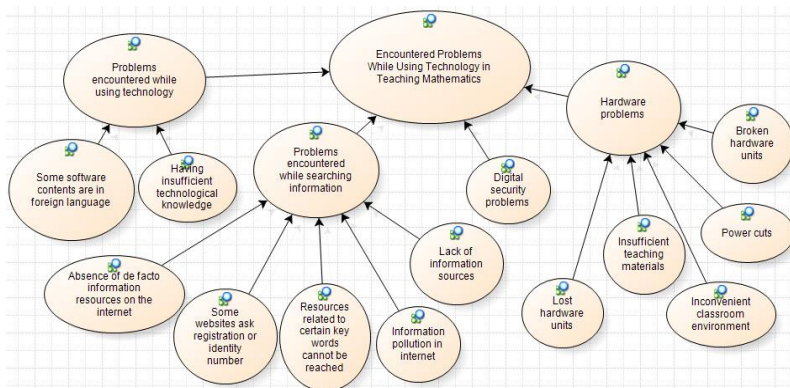 Problems
encountered while
using technology
Encountered Problems
While Using Technology in
Teaching Mathematics
Hardware
problems
Broken
hardware
units
Some software
contents are in
foreign language
Having
insufficient
technological
knowledge
Problems
encountered
while searching
information
Digital
security
problems
Power cuts
Insufficient
teaching
materials
Lack of
information
sources
Absence of de facto
information
resources on the
internet
Some
websites ask
registration or
identity
number
Resources
related to
certain key
words
cannot be
reached
Information
pollution in
internet
Lost
hardware
units
Inconvenient
classroom
environment